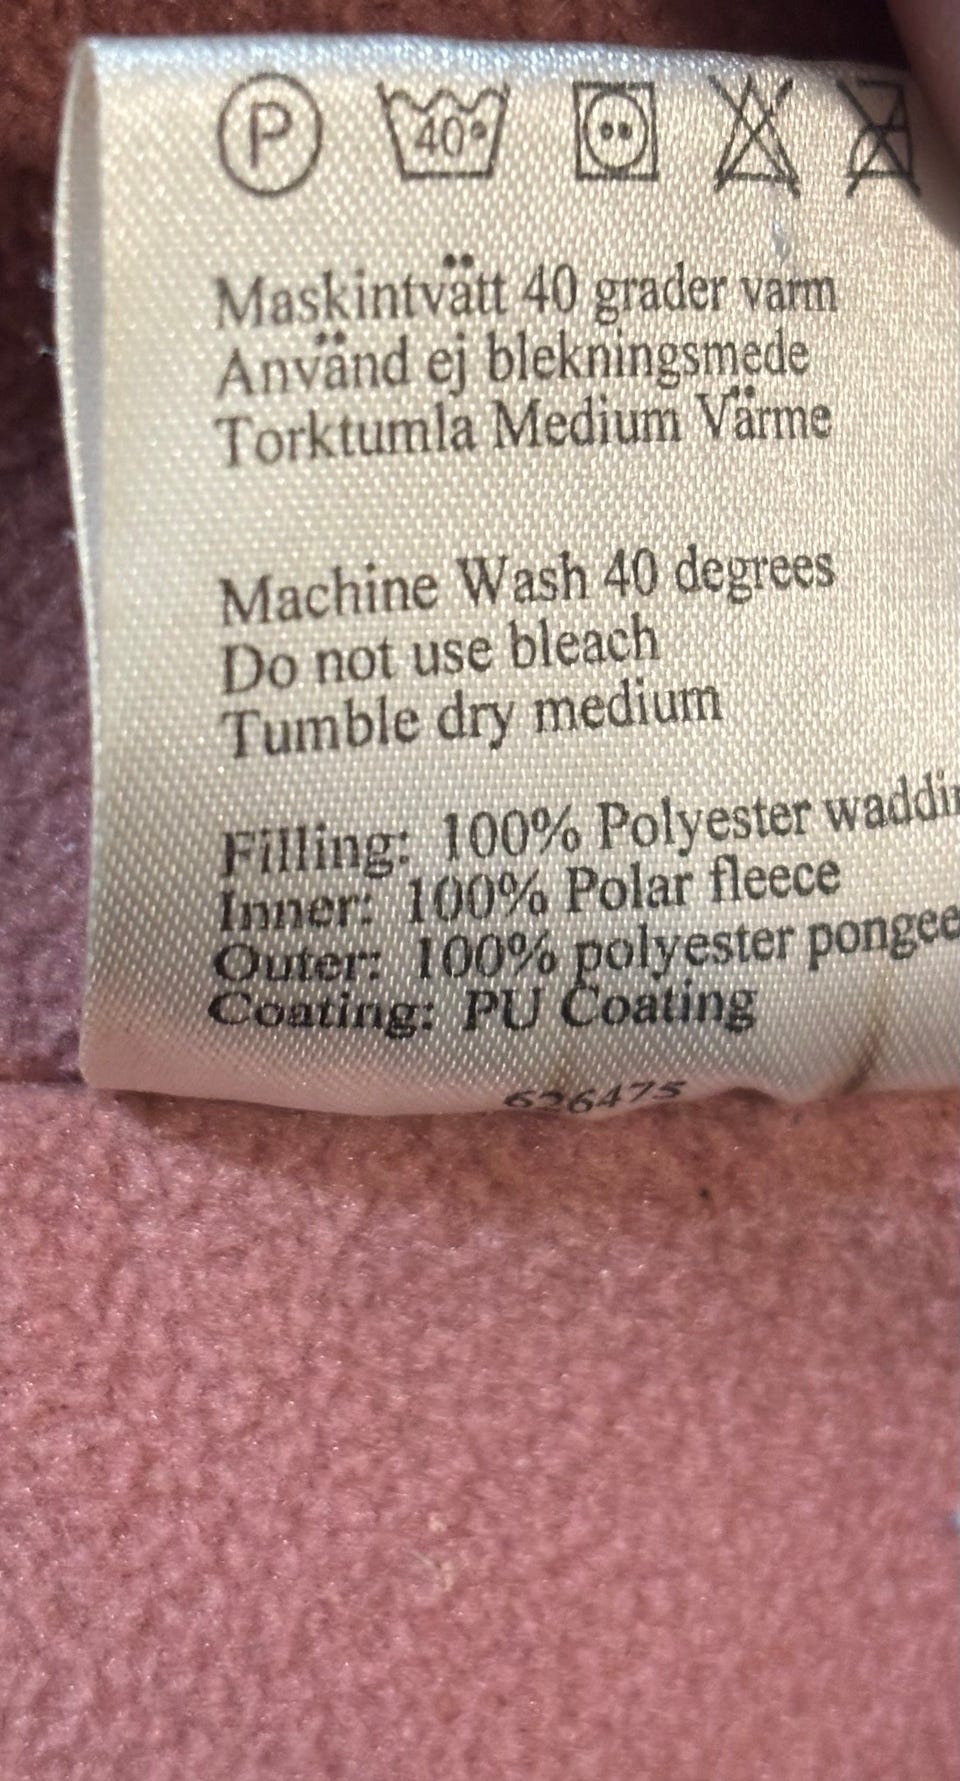 P 40°
Maskintvätt 40 grader varm
Använd ej blekningsmede
Torktumla Medium Värme
Machine Wash 40 degrees
Do not use bleach
Tumble dry medium
Filling: 100% Polyester
Inner: 100% Polar fleece
Outer: 100% polyester pongee
Coating: PU Coating
626475